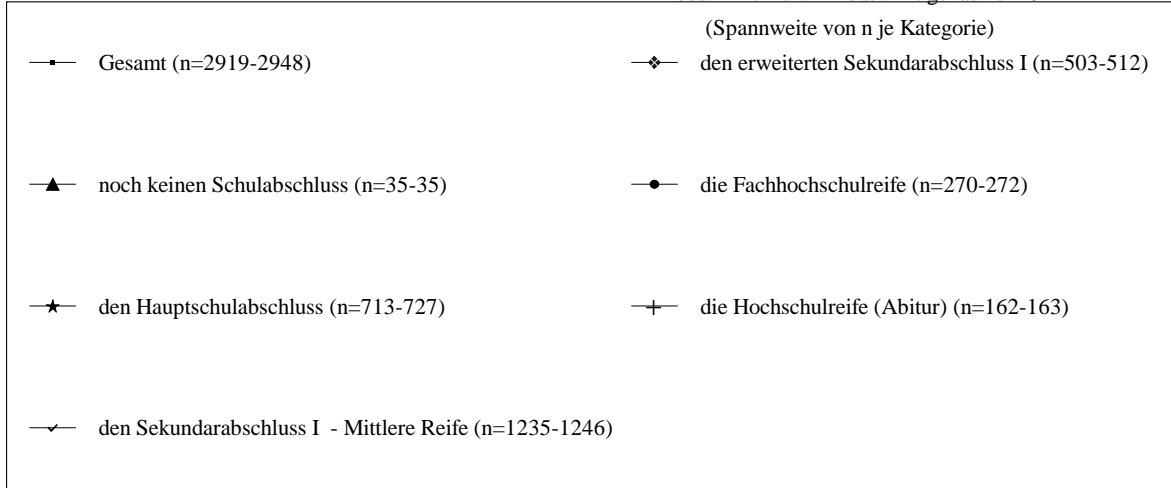 (Spannweite von n je Kategorie)
Gesamt (n=2919-2948)
den erweiterten Sekundarabschluss I (n=503-512)
noch keinen Schulabschluss (n=35-35)
die Fachhochschulreife (n=270-272)
den Hauptschulabschluss (n=713-727)
die Hochschulreife (Abitur) (n=162-163)
den Sekundarabschluss I - Mittlere Reife (n=1235-1246)